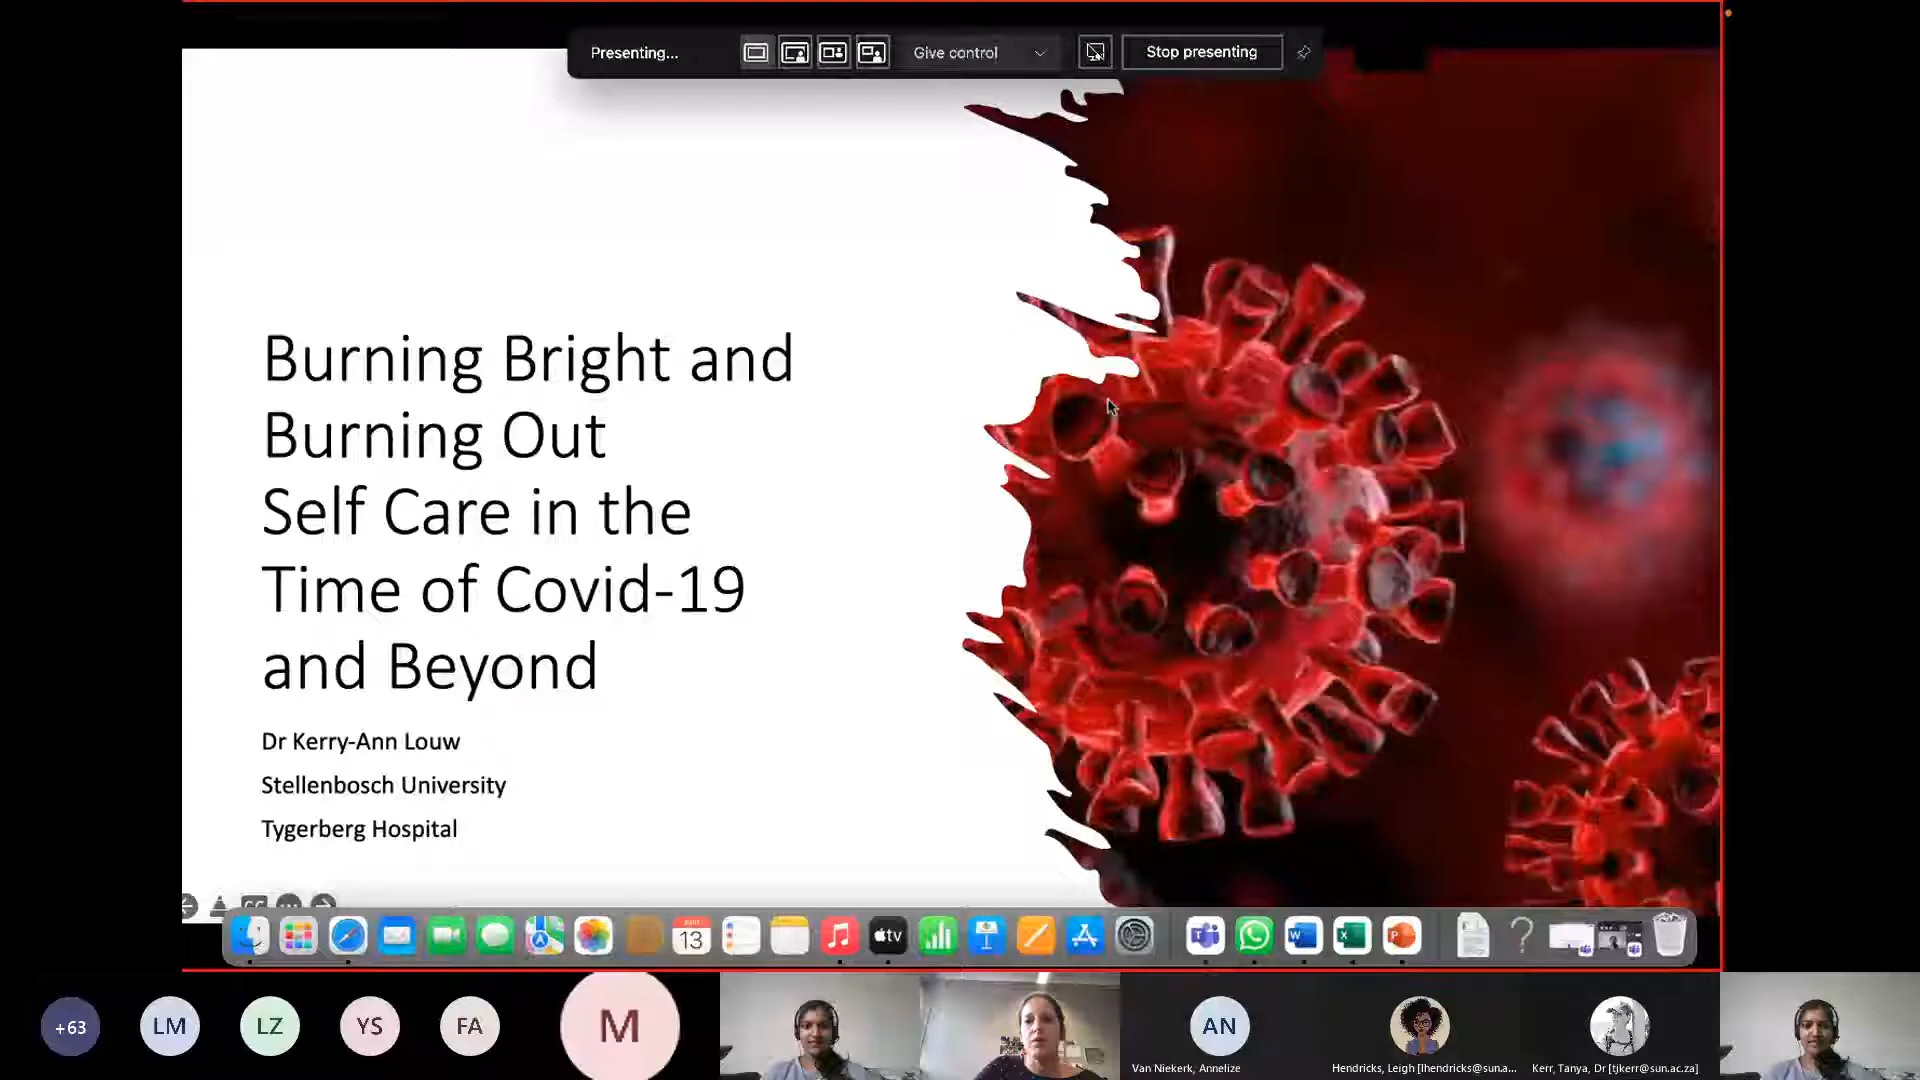 Presenting...
Give control
Stop presenting
Burning Bright and
Burning Out
Self Care in the
Time of Covid-19
and Beyond
Dr Kerry-Ann Louw
Stellenbosch University
Tygerberg Hospital
13
tv
+63
LM
LZ
YS
FA
M
AN
Van Niekerk, Annelize
Hendricks, Leigh [lhendricks@sun.a...
Kerr, Tanya, Dr [tjkerr@sun.ac.za]